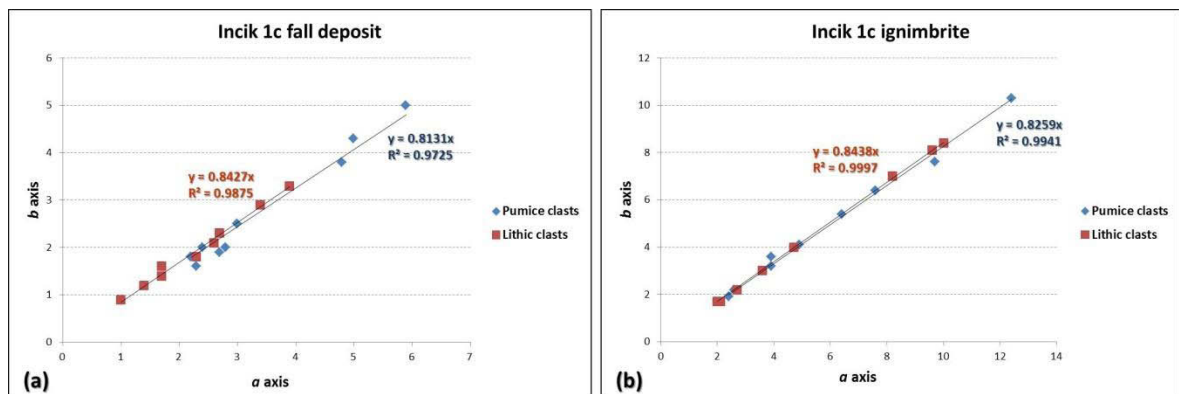 Incik 1c fall deposit
6
5
4
3
2
1
0
0 1 2 3 4 5 6 7
b axis
a axis
y = 0.8131x
R² = 0.9725
y = 0.8427x
R² = 0.9875
Pumice clasts
Lithic clasts
(a)
Incik 1c ignimbrite
12
10
8
6
4
2
0
0 2 4 6 8 10 12 14
b axis
a axis
y = 0.8259x
R² = 0.9941
y = 0.8438x
R² = 0.9997
Pumice clasts
Lithic clasts
(b)